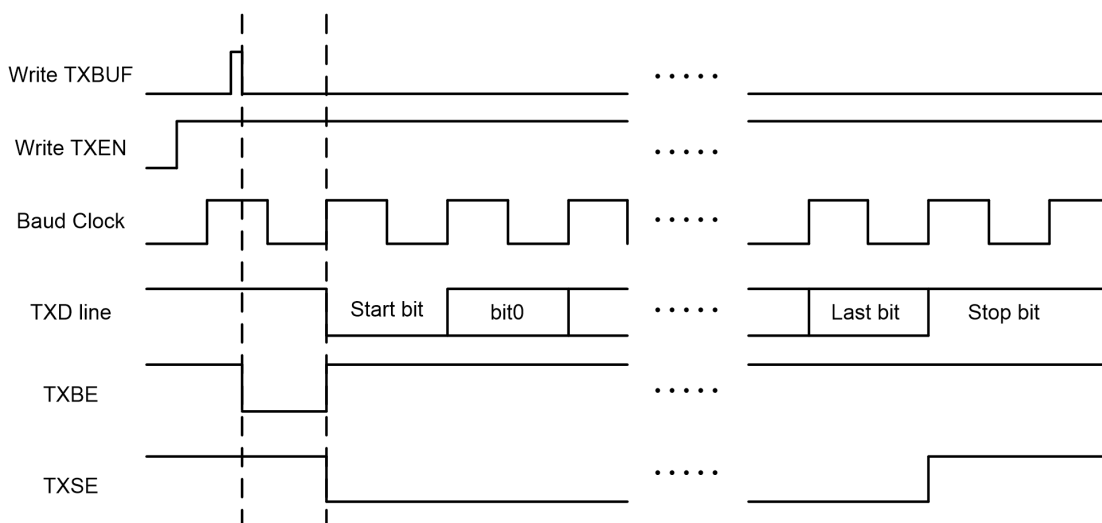 Write TXBUF
Write TXEN
Baud Clock
TXD line
Start bit
bit0
Last bit
Stop bit
TXBE
TXSE